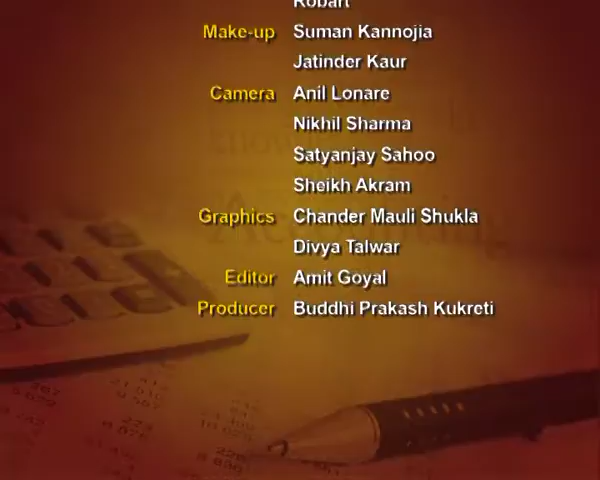 Robart
Make-up Suman Kannojia
Jatinder Kaur
Camera Anil Lonare
Nikhil Sharma
Satyanjay Sahoo
Sheikh Akram
Graphics Chander Mauli Shukla
Divya Talwar
Editor Amit Goyal
Producer Buddhi Prakash Kukreti